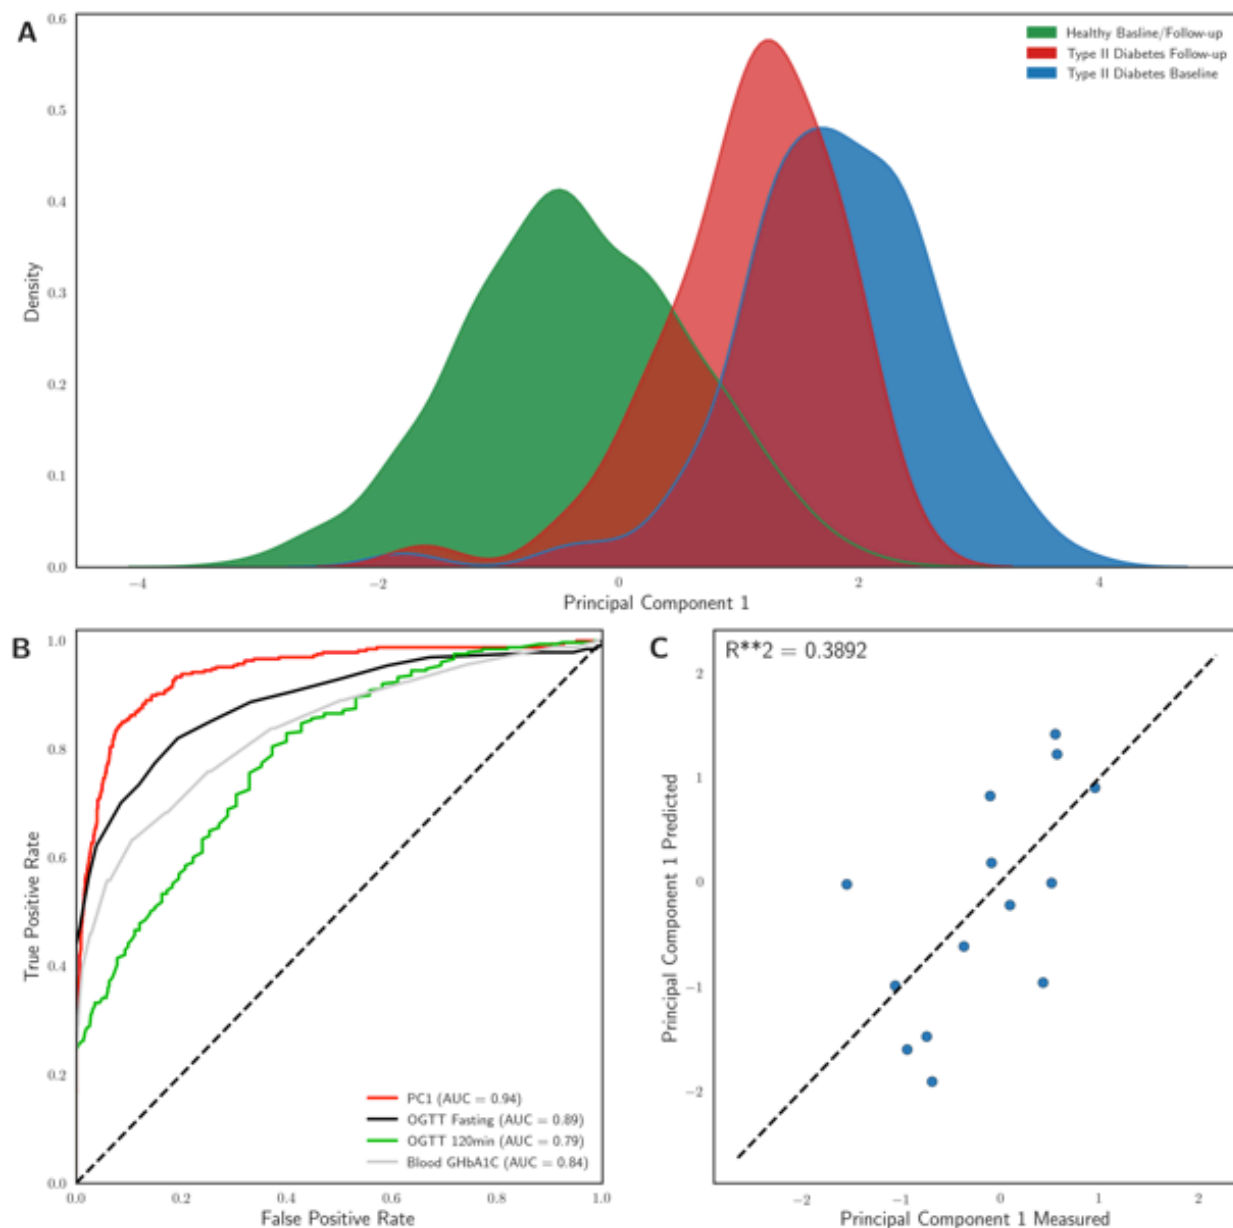 A
Healthy Basline/Follow-up
Type II Diabetes Follow-up
Type II Diabetes Baseline
0.6
0.5
0.4
0.3
0.2
0.1
0.0
Density
−4
−2
0
2
4
Principal Component 1
B
1.0
0.8
0.6
0.4
0.2
0.0
True Positive Rate
PC1 (AUC = 0.94)
OGTT Fasting (AUC = 0.89)
OGTT 120min (AUC = 0.79)
Blood GHbA1C (AUC = 0.84)
0.0
0.2
0.4
0.6
0.8
1.0
False Positive Rate
C
R**2 = 0.3892
2
1
0
−1
−2
Principal Component 1 Predicted
−2
−1
0
1
2
Principal Component 1 Measured